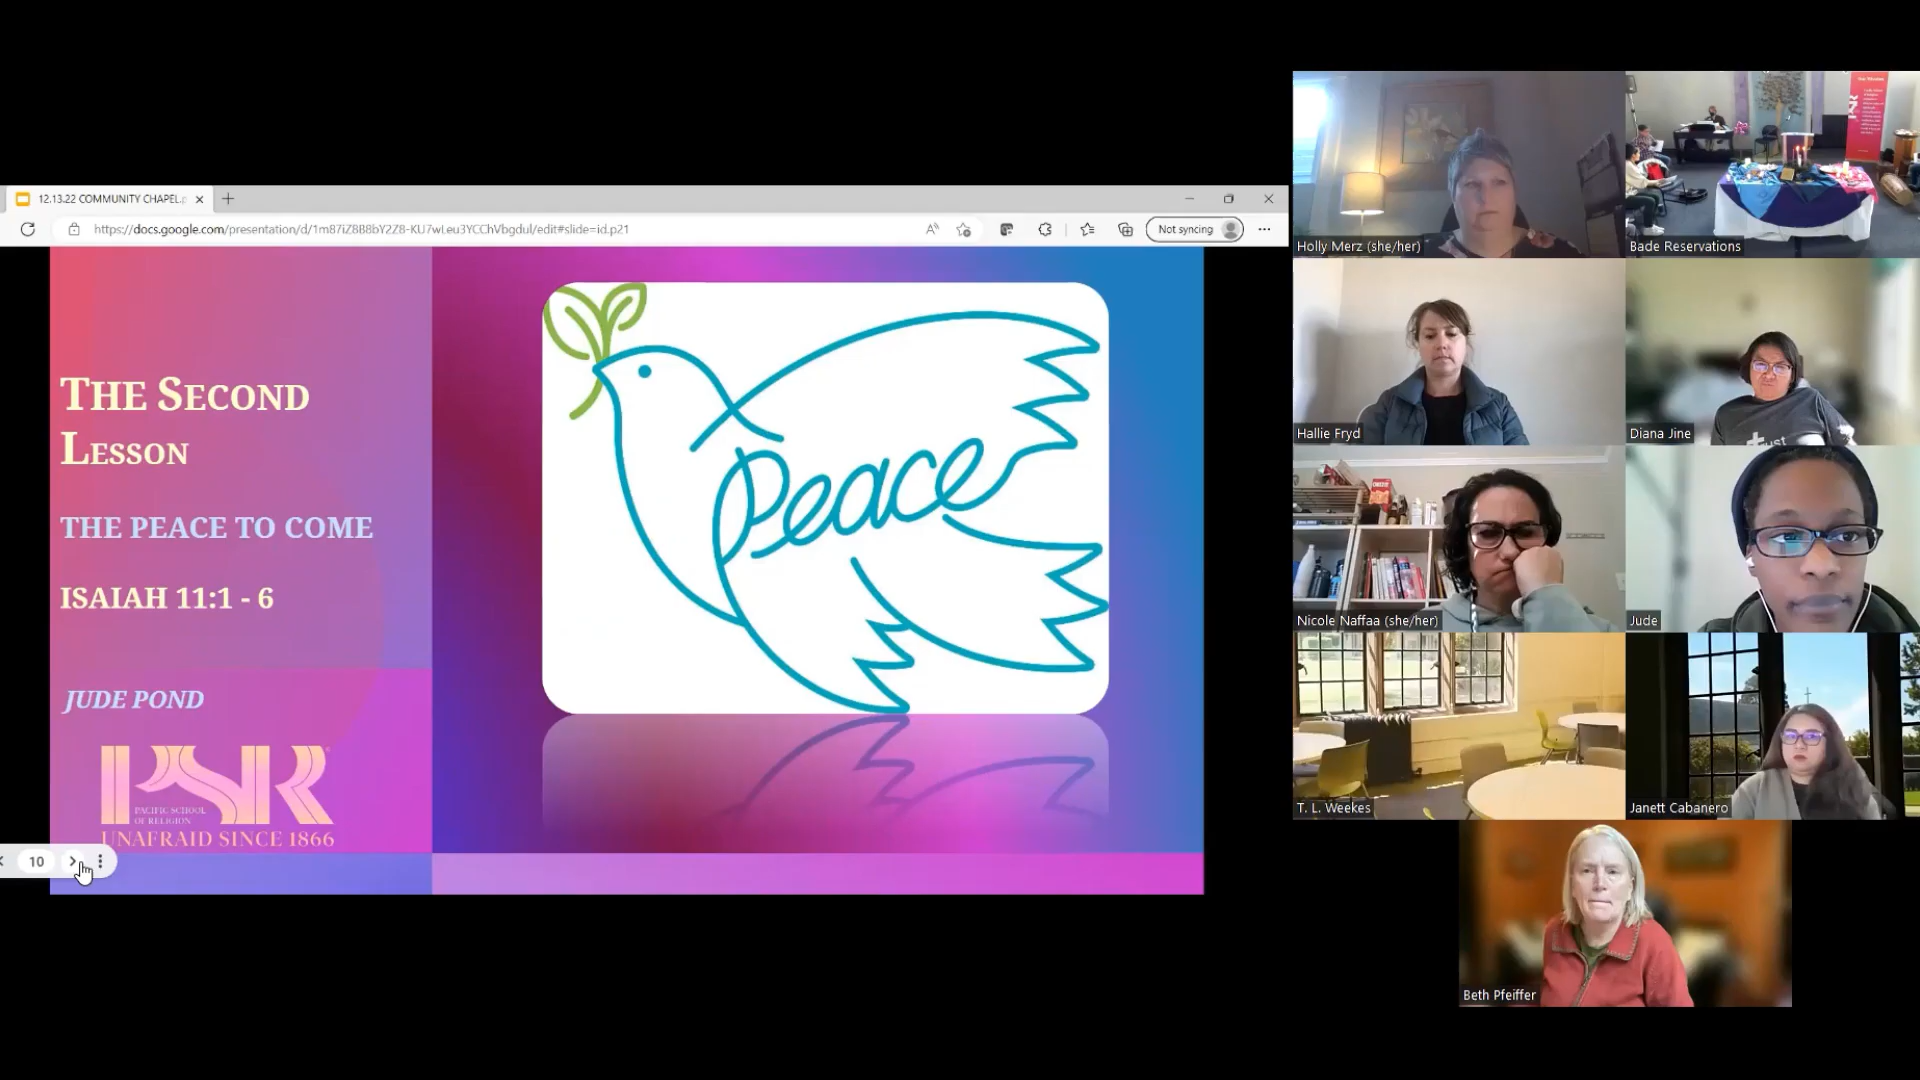 12.13.22 COMMUNITY CHAPEL.p
https://docs.google.com/presentation/d/1m87iZ8B8bY2Z8-KU7wLeu3YCChVbgdul/edit#slide=id.p21
Not syncing
THE SECOND
LESSON
THE PEACE TO COME
ISAIAH 11:1 - 6
JUDE POND
PSR
PACIFIC SCHOOL
OF RELIGION
UNAFRAID SINCE 1866
10
Peace
Holly Merz (she/her)
Bade Reservations
PSR
Hallie Fryd
Diana Jine
Nicole Naffaa (she/her)
Jude
T. L. Weekes
Janett Cabanero
Beth Pfeiffer